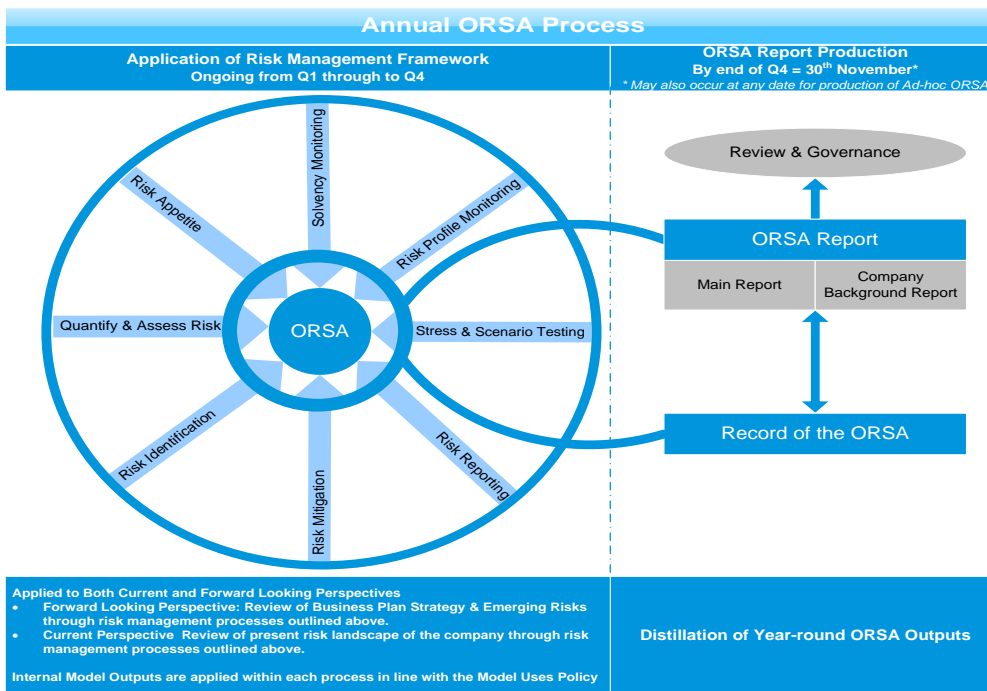 Annual ORSA Process
Application of Risk Management Framework
Ongoing from Q1 through to Q4
ORSA Report Production
By end of Q4 = 30th November*
* May also occur at any date for production of Ad-hoc ORSA
Solvency Monitoring
Risk Appetite
Risk Profile Monitoring
Quantify & Assess Risk
ORSA
Stress & Scenario Testing
Risk Identification
Risk Mitigation
Risk Reporting
Review & Governance
ORSA Report
Main Report
Company
Background Report
Record of the ORSA
Applied to Both Current and Forward Looking Perspectives
• Forward Looking Perspective: Review of Business Plan Strategy & Emerging Risks
through risk management processes outlined above.
• Current Perspective Review of present risk landscape of the company through risk
management processes outlined above.
Internal Model Outputs are applied within each process in line with the Model Uses Policy
Distillation of Year-round ORSA Outputs